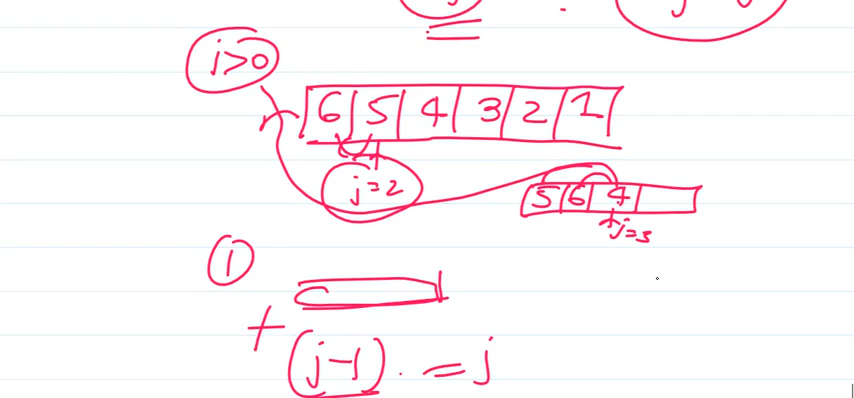 i>0
6 5 4 3 2 1
j=2
5 6 4
j=3
1
+
(j-1). = j